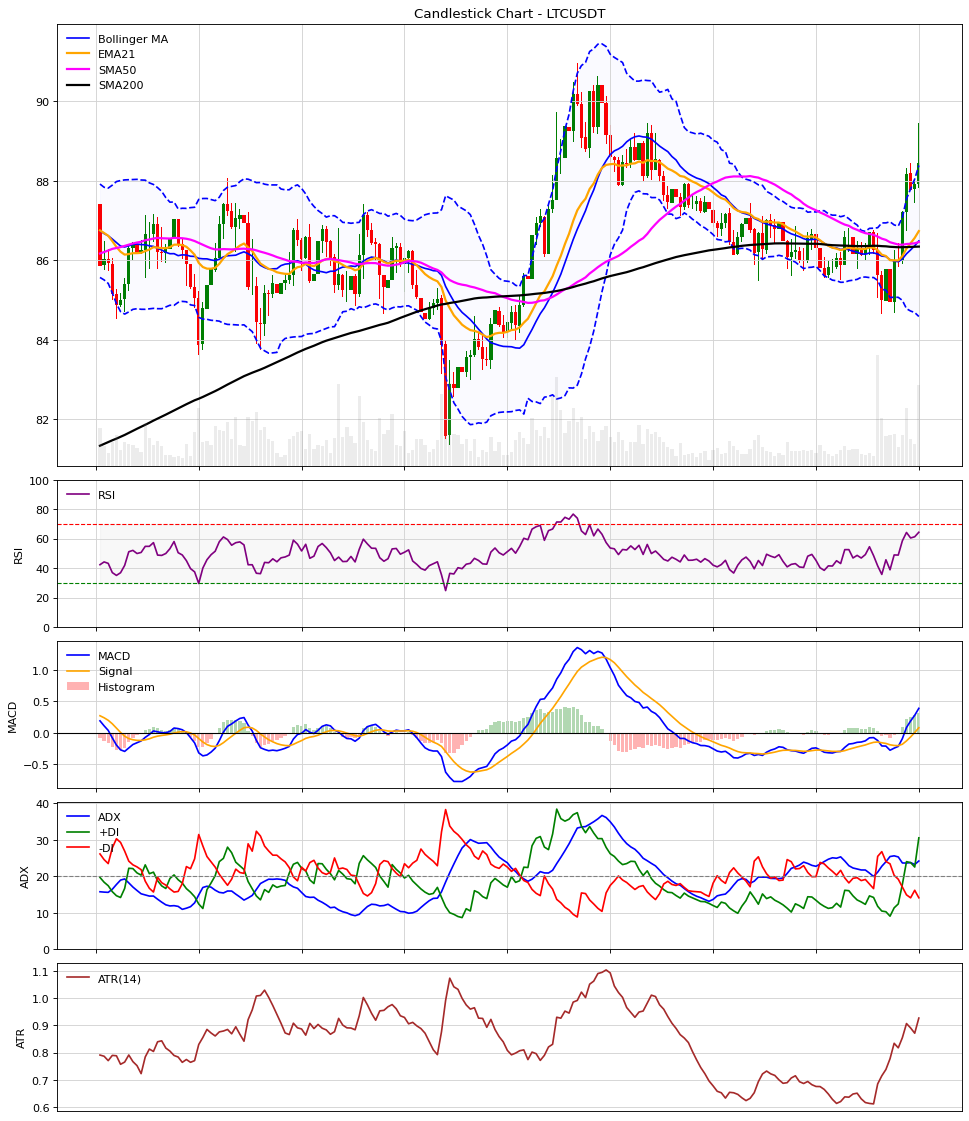 Candlestick Chart - LTCUSDT
Bollinger MA
EMA21
SMA50
SMA200
90
88
86
84
82
100
80
60
40
20
0
RSI
RSI
1.0
0.5
0.0
−0.5
MACD
MACD
Signal
Histogram
40
30
20
10
0
ADX
ADX
+DI
-DI
1.1
1.0
0.9
0.8
0.7
0.6
ATR
ATR(14)